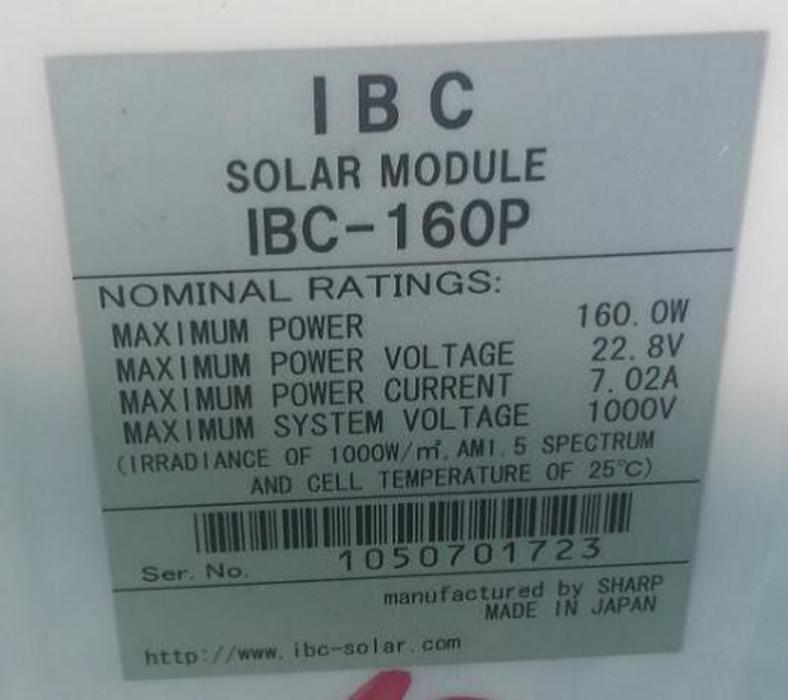 IBC
SOLAR MODULE
IBC-160P
NOMINAL RATINGS:
MAXIMUM POWER 160.0W
MAXIMUM POWER VOLTAGE 22.8V
MAXIMUM POWER CURRENT 7.02A
MAXIMUM SYSTEM VOLTAGE 1000V
(IRRADIANCE OF 1000W/㎡. AM1.5 SPECTRUM
AND CELL TEMPERATURE OF 25℃)
Ser. No. 1050701723
manufactured by SHARP
MADE IN JAPAN
http://www.ibc-solar.com